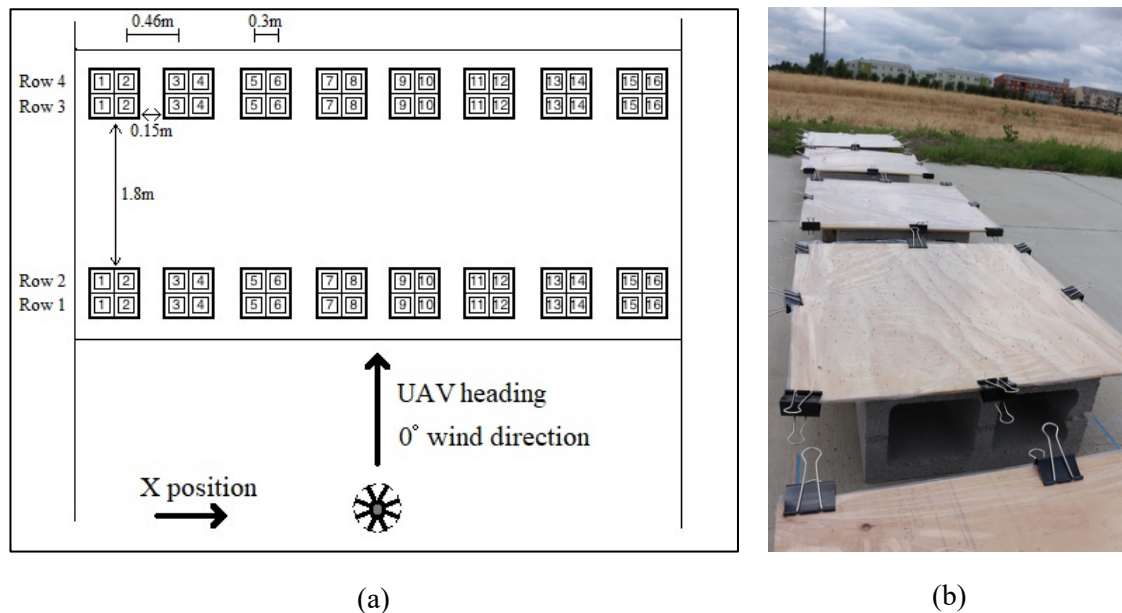 0.46m 0.3m
Row 4 1 2 3 4 5 6 7 8 9 10 11 12 13 14 15 16
Row 3 1 2 3 4 5 6 7 8 9 10 11 12 13 14 15 16
0.15m
1.8m
Row 2 1 2 3 4 5 6 7 8 9 10 11 12 13 14 15 16
Row 1 1 2 3 4 5 6 7 8 9 10 11 12 13 14 15 16
UAV heading
0° wind direction
X position
(a)
(b)